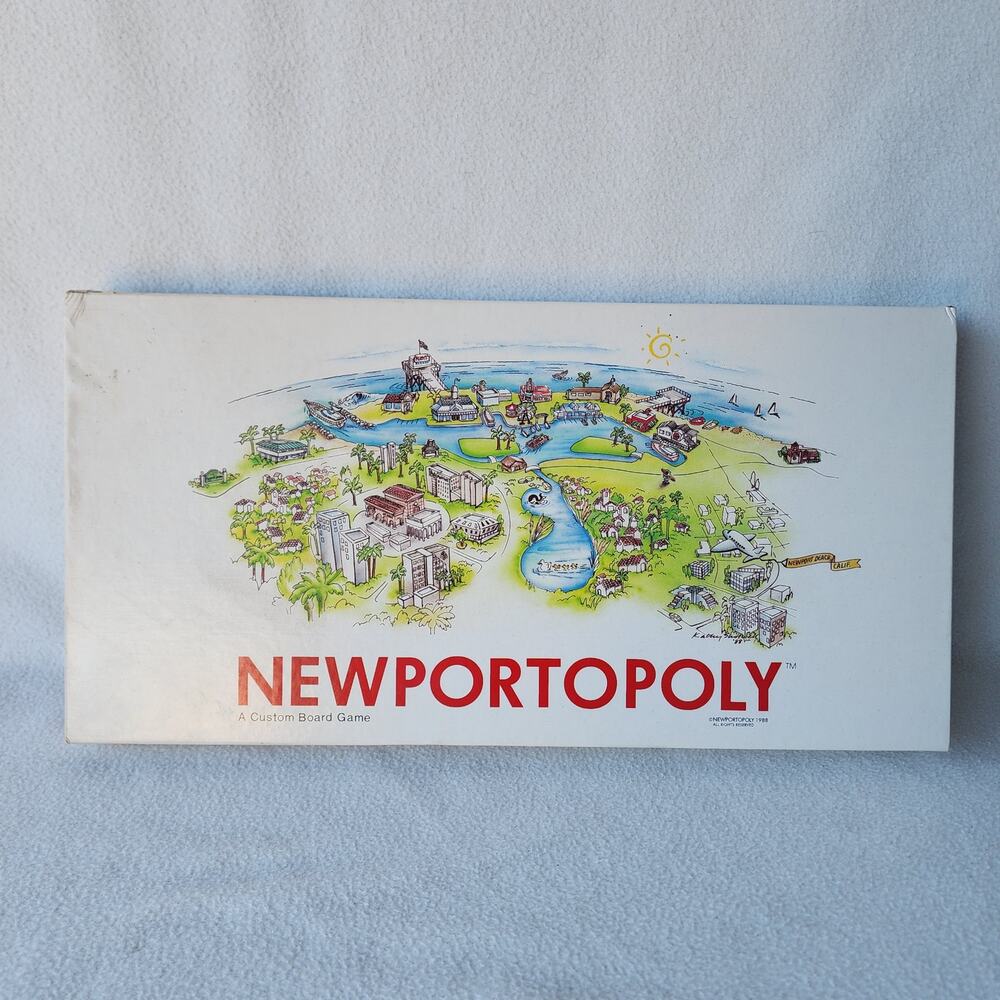 NEWPORT BEACH
CALIF.
NEWPORTOPOLY™
A Custom Board Game
©NEWPORTOPOLY 1988
ALL RIGHTS RESERVED